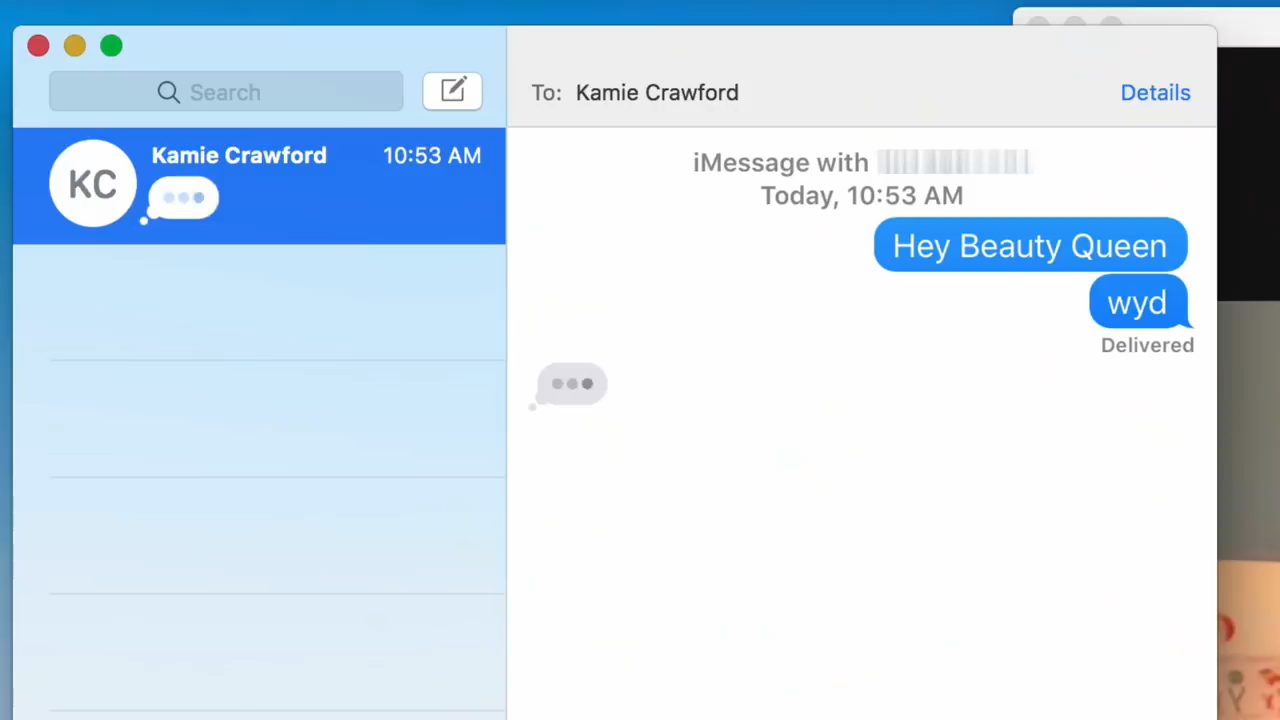 Search
To: Kamie Crawford
Details
KC
Kamie Crawford 10:53 AM
iMessage with
Today, 10:53 AM
Hey Beauty Queen
wyd
Delivered